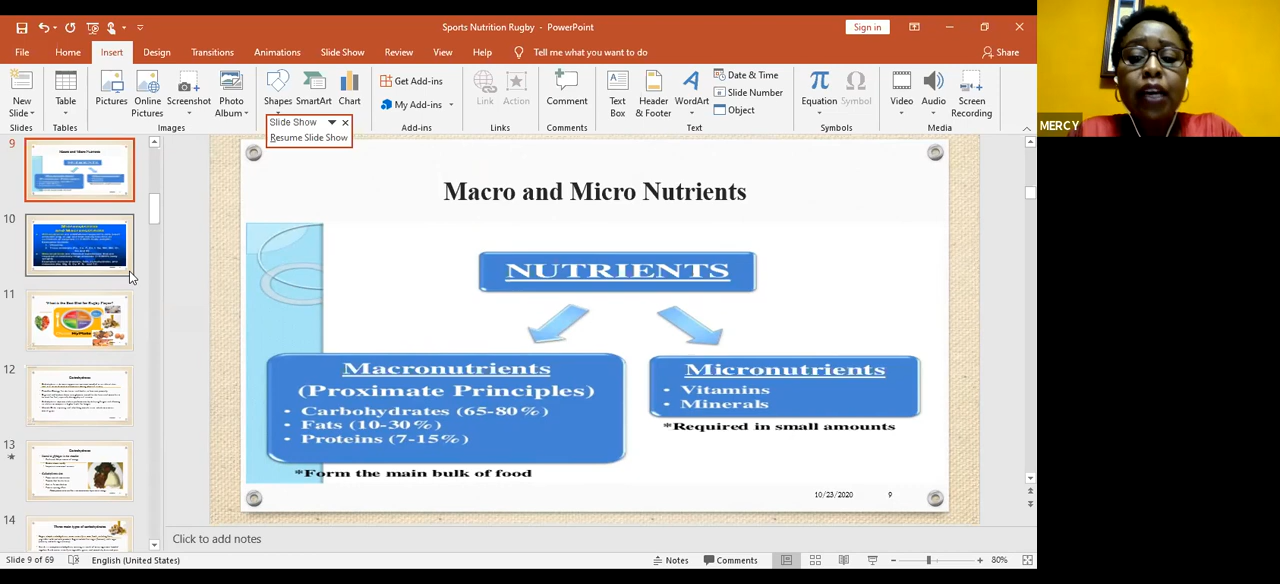 Sports Nutrition Rugby - PowerPoint
Sign in
File Home Insert Design Transitions Animations Slide Show Review View Help Tell me what you want to do Share
New Slide
Table
Pictures
Online Pictures
Screenshot
Photo Album
Shapes
SmartArt
Chart
Get Add-ins
My Add-ins
Link
Action
Comment
Text Box
Header & Footer
WordArt
Date & Time
Slide Number
Object
Equation
Symbol
Video
Audio
Screen Recording
Slides Tables Images Add-ins Links Comments Text Symbols Media
Slide Show
Resume Slide Show
MERCY
9
10
11
12
13
14
Macro and Micro Nutrients
NUTRIENTS
Macronutrients
(Proximate Principles)
• Carbohydrates (65-80%)
• Fats (10-30%)
• Proteins (7-15%)
*Form the main bulk of food
Micronutrients
• Vitamins
• Minerals
*Required in small amounts
10/23/2020 9
Click to add notes
Slide 9 of 69 English (United States) Notes Comments 80%